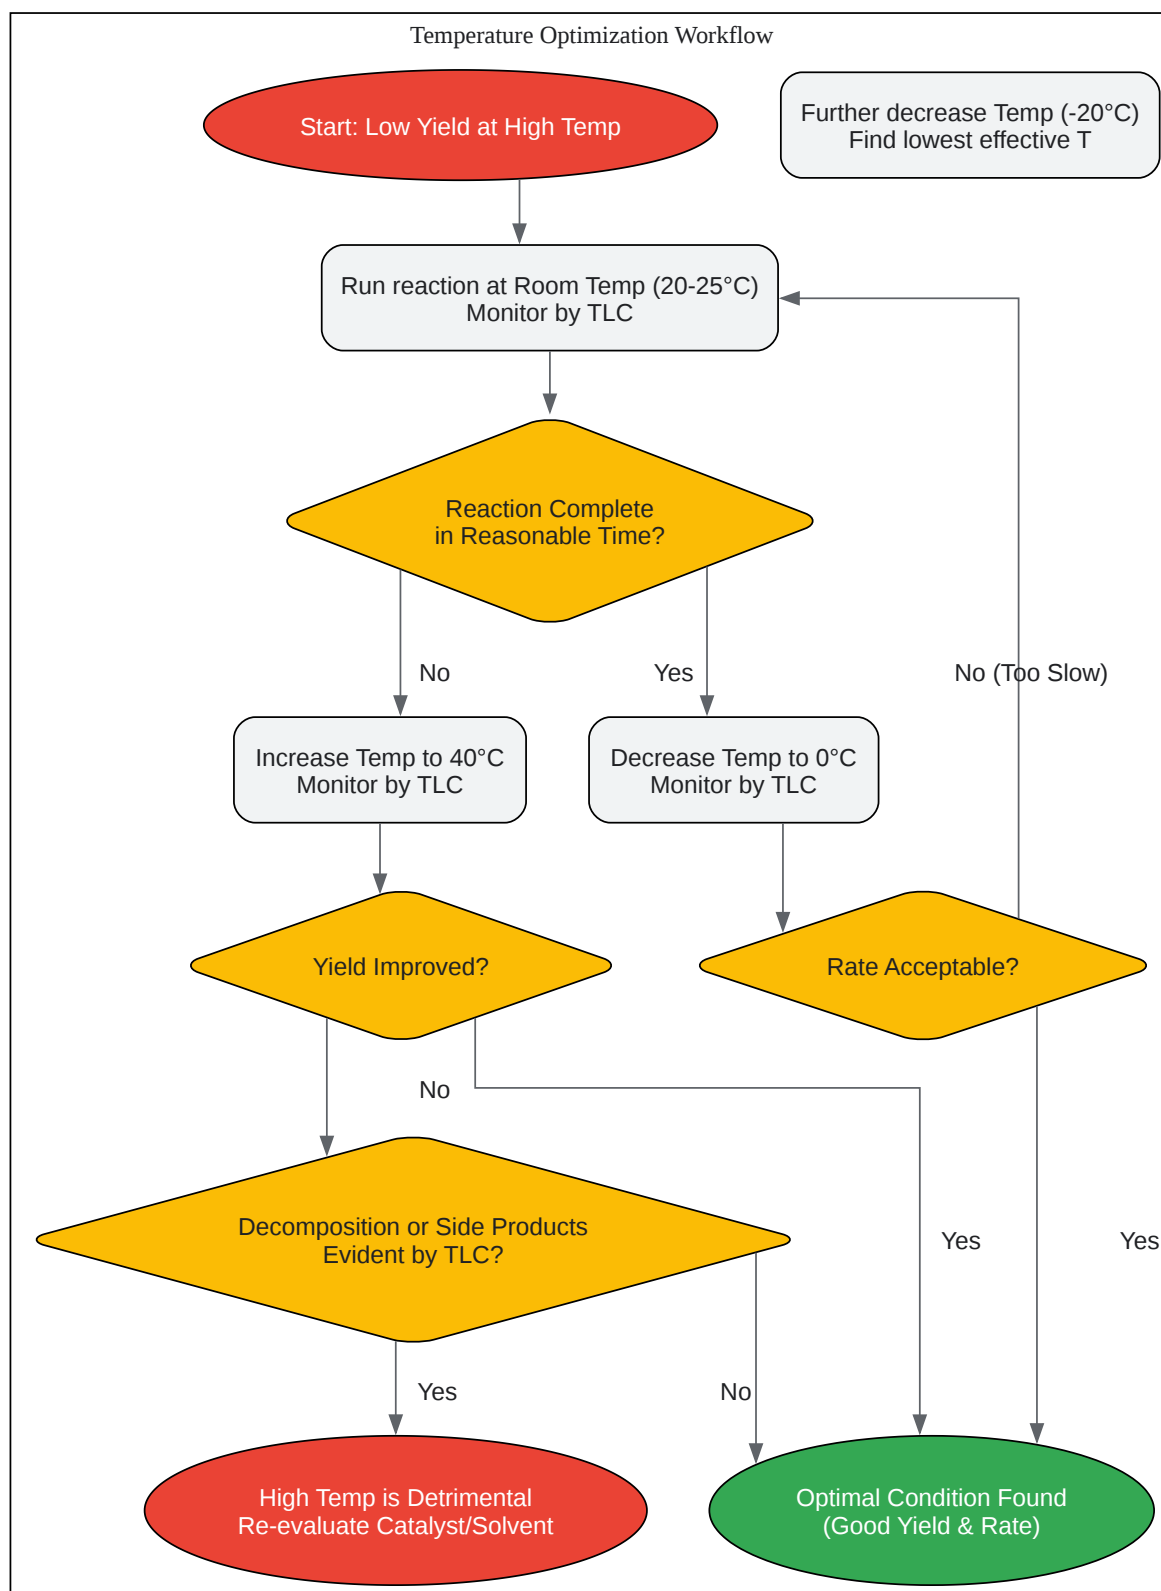 Temperature Optimization Workflow
Start: Low Yield at High Temp
Further decrease Temp (-20°C)
Find lowest effective T
Run reaction at Room Temp (20-25°C)
Monitor by TLC
Reaction Complete
in Reasonable Time?
No
Yes
No (Too Slow)
Increase Temp to 40°C
Monitor by TLC
Decrease Temp to 0°C
Monitor by TLC
Yield Improved?
Rate Acceptable?
No
Decomposition or Side Products
Evident by TLC?
Yes
Yes
Yes
No
High Temp is Detrimental
Re-evaluate Catalyst/Solvent
Optimal Condition Found
(Good Yield & Rate)